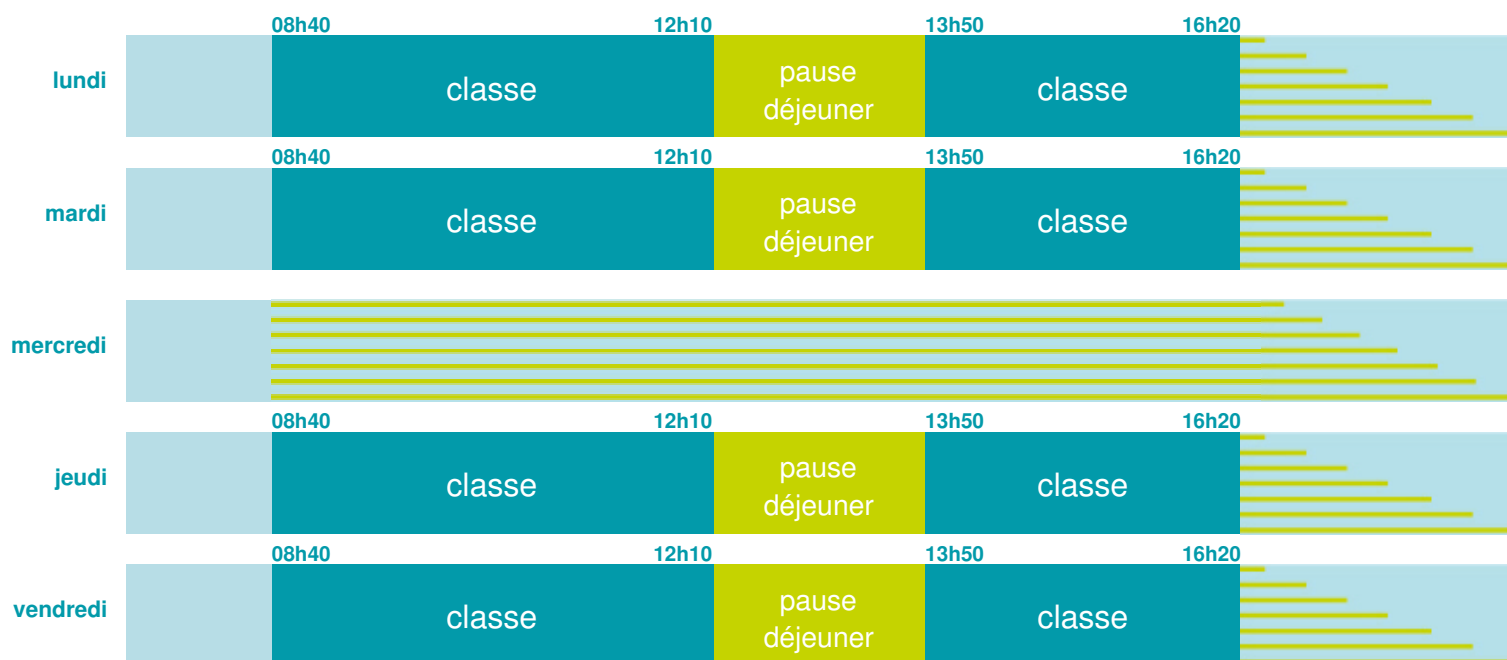 08h40 12h10 13h50 16h20
lundi classe pause déjeuner classe
08h40 12h10 13h50 16h20
mardi classe pause déjeuner classe
mercredi
08h40 12h10 13h50 16h20
jeudi classe pause déjeuner classe
08h40 12h10 13h50 16h20
vendredi classe pause déjeuner classe